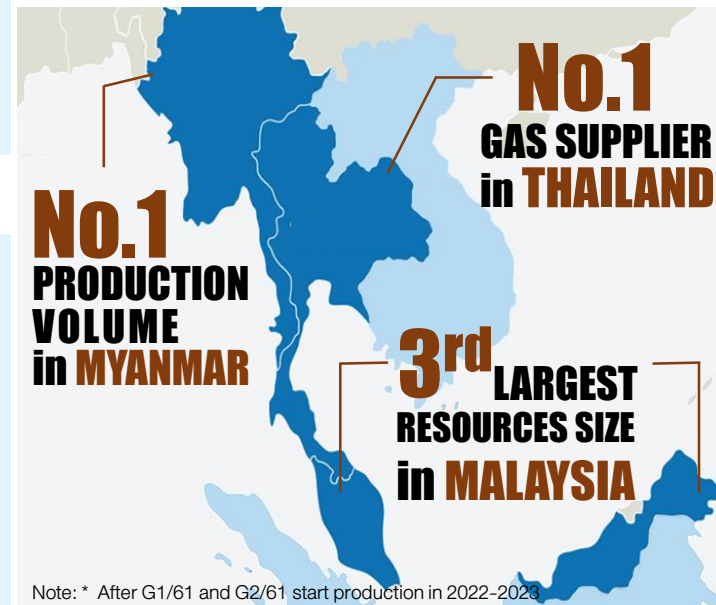 No.1
GAS SUPPLIER
in THAILAND
No.1
PRODUCTION
VOLUME
in MYANMAR
3rd LARGEST
RESOURCES SIZE
in MALAYSIA
Note: * After G1/61 and G2/61 start production in 2022-2023